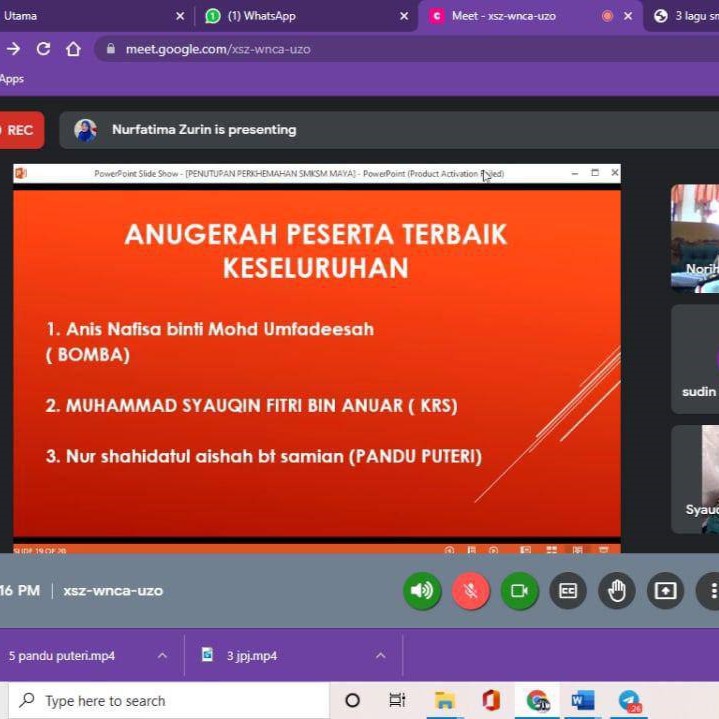 Utama
(1) WhatsApp
Meet - xsz-wnca-uzo
3 lagu sm
meet.google.com/xsz-wnca-uzo
Apps
REC
Nurfatima Zurin is presenting
PowerPoint Slide Show - [PENUTUPAN PERKHEMAHAN SMKSM MAYA] - PowerPoint (Product Activation Failed)
ANUGERAH PESERTA TERBAIK
KESELURUHAN
1. Anis Nafisa binti Mohd Umfadeesah
( BOMBA)
2. MUHAMMAD SYAUQIN FITRI BIN ANUAR ( KRS)
3. Nur shahidatul aishah bt samian (PANDU PUTERI)
SLIDE 19 OF 20
Norih
sudin
Syauq
16 PM | xsz-wnca-uzo
CC
5 pandu puteri.mp4
3 jpj.mp4
Type here to search
26